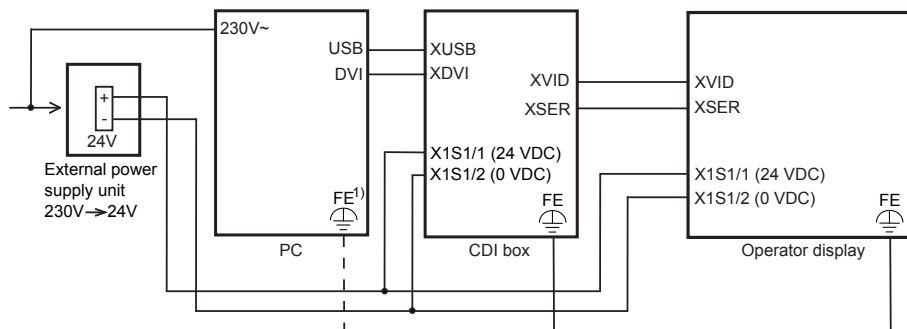 230V~
USB
DVI
FE1)
PC
XUSB
XDVI
XVID
XSER
X1S1/1 (24 VDC)
X1S1/2 (0 VDC)
FE
CDI box
XVID
XSER
X1S1/1 (24 VDC)
X1S1/2 (0 VDC)
FE
Operator display
+
-
24V
External power
supply unit
230V→24V